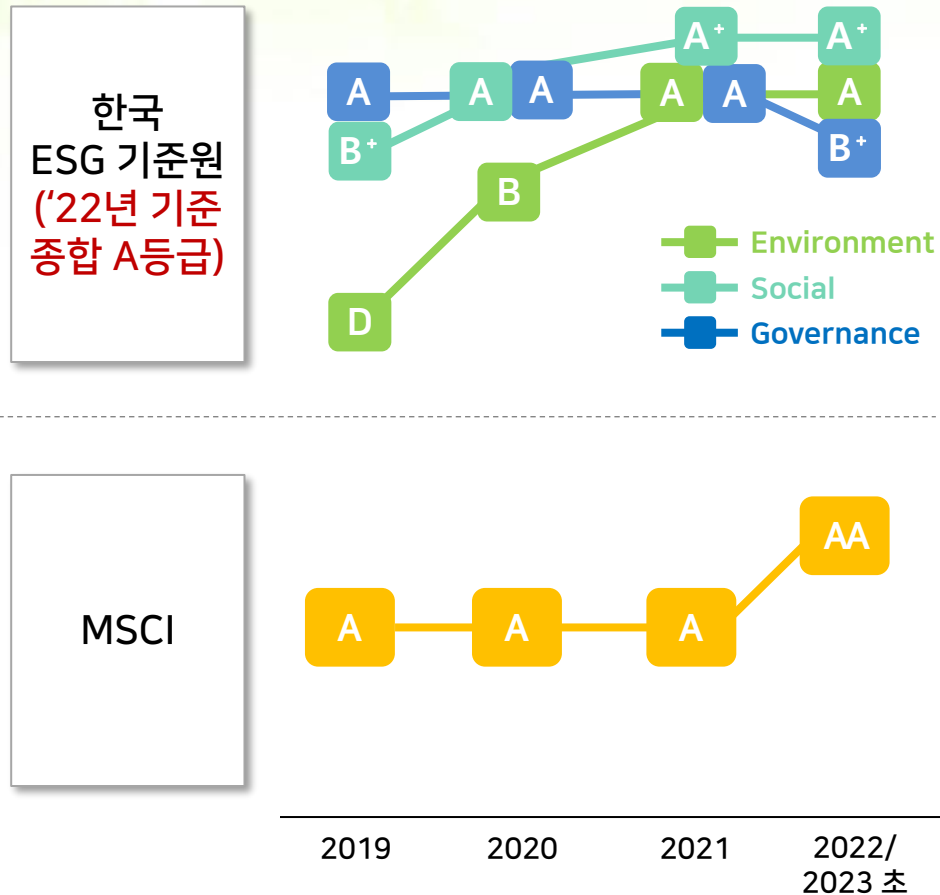 한국
ESG 기준원
(‘22년 기준
종합 A등급)
A⁺ A⁺
A A A A A A
B⁺ B⁺
B
D
Environment
Social
Governance
MSCI
AA
A A A
2019 2020 2021 2022/
2023 초